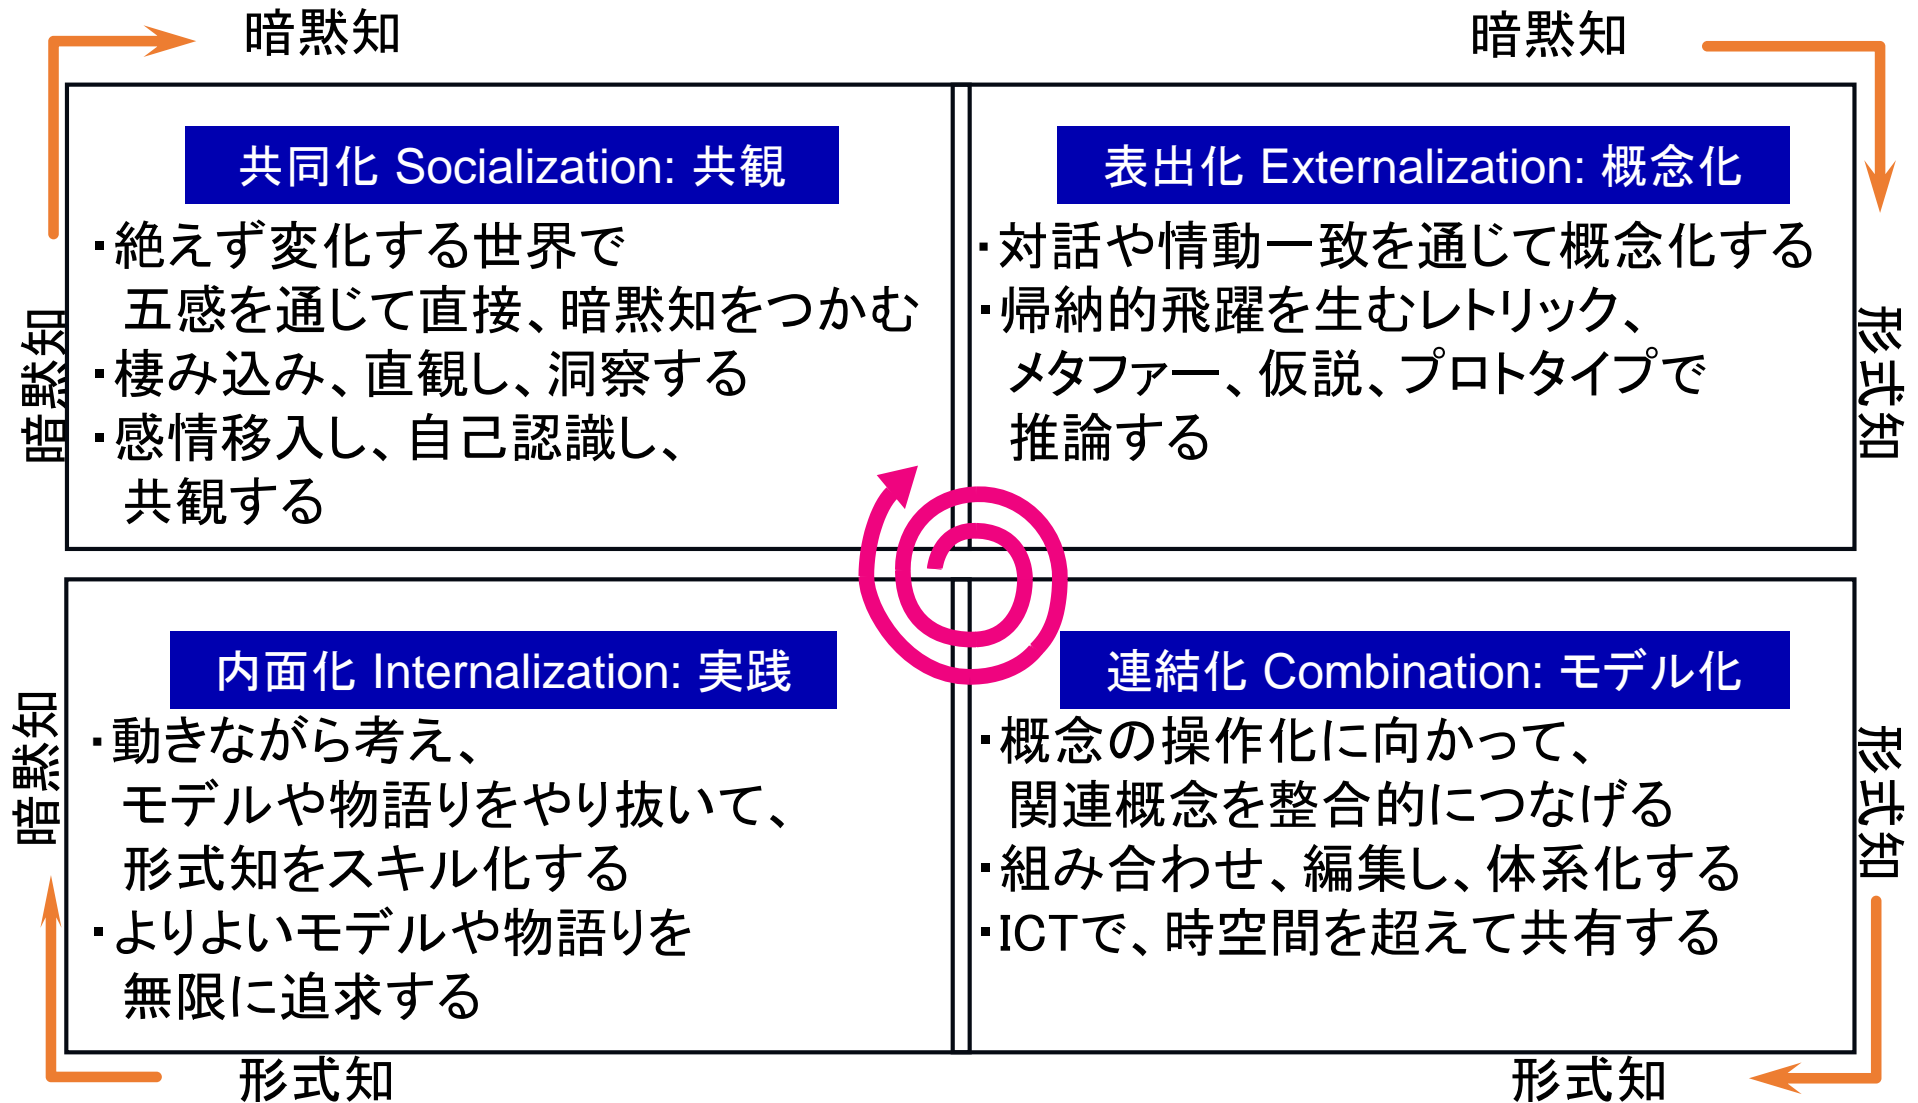 暗黙知
暗黙知
暗黙知
共同化 Socialization: 共観
・絶えず変化する世界で
五感を通じて直接、暗黙知をつかむ
・棲み込み、直観し、洞察する
・感情移入し、自己認識し、
共観する
表出化 Externalization: 概念化
・対話や情動一致を通じて概念化する
・帰納的飛躍を生むレトリック、
メタファー、仮説、プロトタイプで
推論する
形式知
暗黙知
内面化 Internalization: 実践
・動きながら考え、
モデルや物語りをやり抜いて、
形式知をスキル化する
・よりよいモデルや物語りを
無限に追求する
連結化 Combination: モデル化
・概念の操作化に向かって、
関連概念を整合的につなげる
・組み合わせ、編集し、体系化する
・ICTで、時空間を超えて共有する
形式知
形式知
形式知